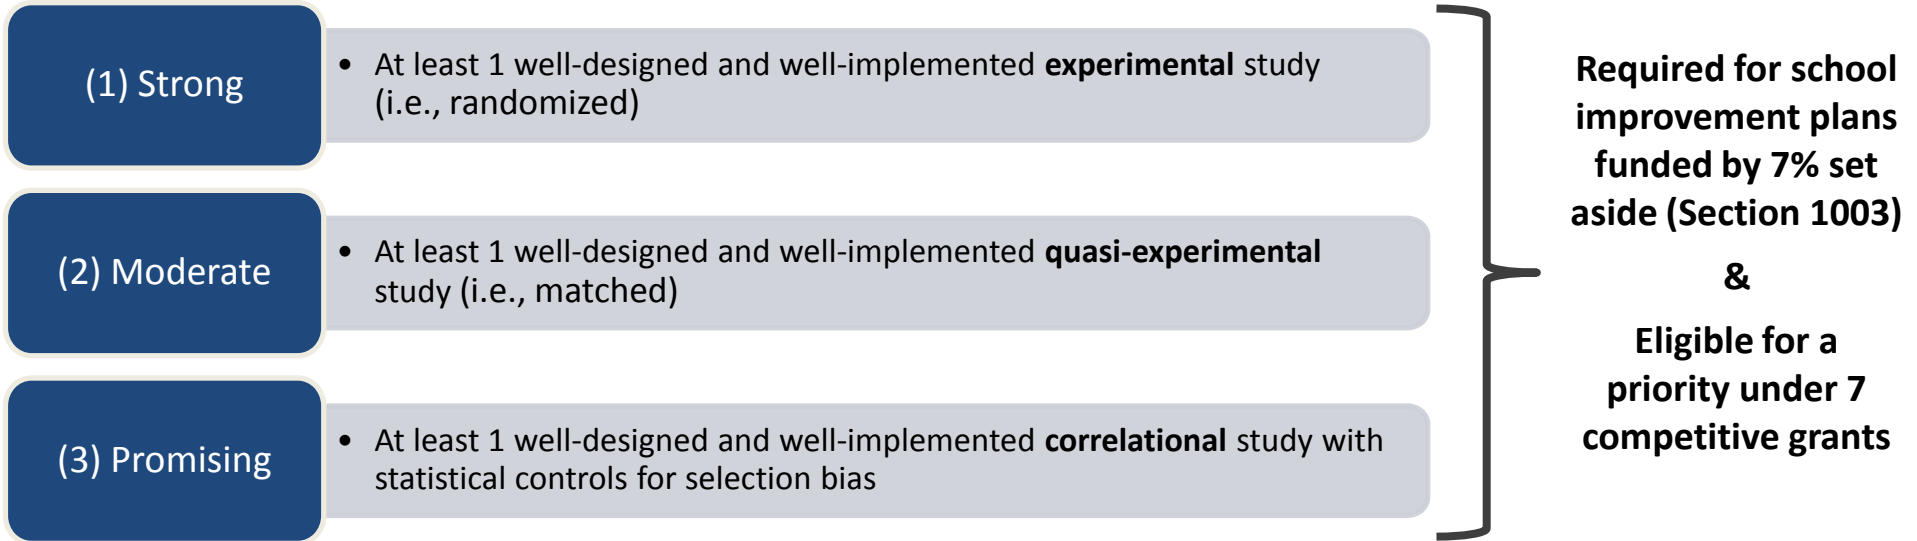 (1) Strong
• At least 1 well-designed and well-implemented experimental study
(i.e., randomized)
(2) Moderate
• At least 1 well-designed and well-implemented quasi-experimental
study (i.e., matched)
(3) Promising
• At least 1 well-designed and well-implemented correlational study with
statistical controls for selection bias
Required for school
improvement plans
funded by 7% set
aside (Section 1003)
&
Eligible for a
priority under 7
competitive grants